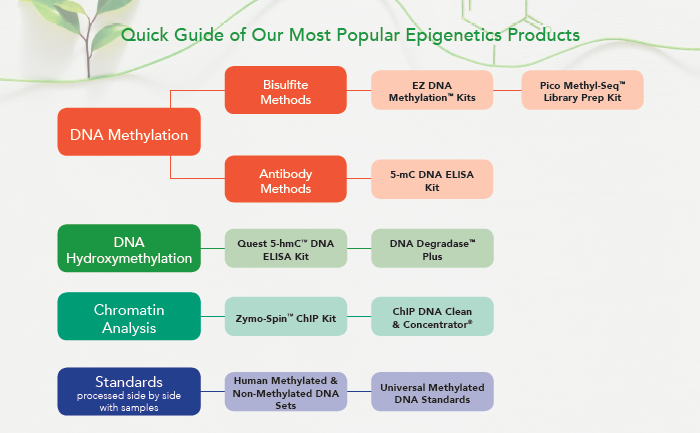 Quick Guide of Our Most Popular Epigenetics Products
Bisulfite
Methods
EZ DNA
Methylation™ Kits
Pico Methyl-Seq™
Library Prep Kit
DNA Methylation
Antibody
Methods
5-mC DNA ELISA
Kit
DNA
Hydroxymethylation
Quest 5-hmC™ DNA
ELISA Kit
DNA Degradase™
Plus
Chromatin
Analysis
Zymo-Spin™ ChIP Kit
ChIP DNA Clean
& Concentrator®
Standards
processed side by side
with samples
Human Methylated &
Non-Methylated DNA
Sets
Universal Methylated
DNA Standards